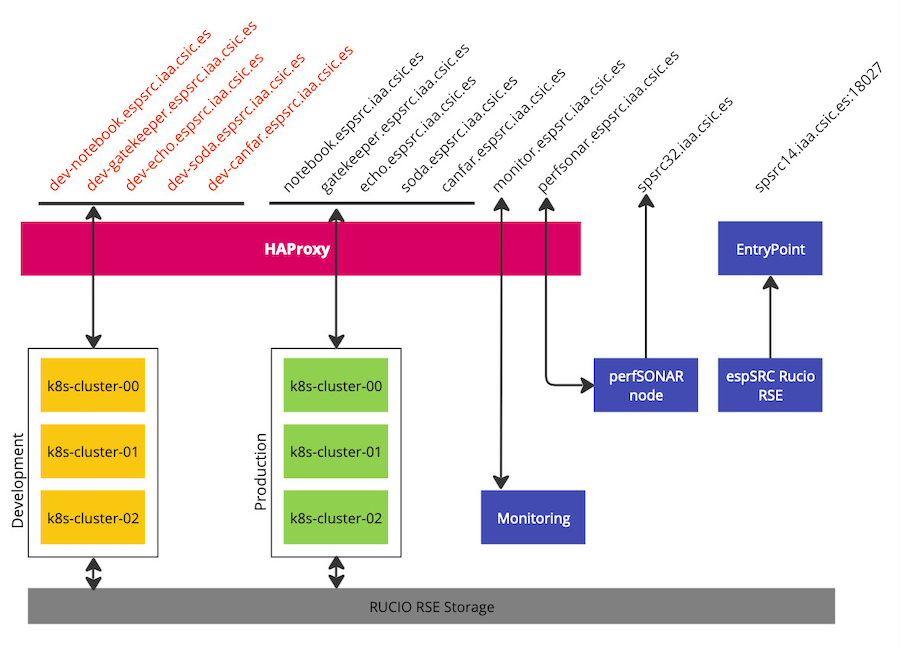 dev-notebook.espsrc.iaa.csic.es
dev-gatekeeper.espsrc.iaa.csic.es
dev-echo.espsrc.iaa.csic.es
dev-soda.espsrc.iaa.csic.es
dev-canfar.espsrc.iaa.csic.es
notebook.espsrc.iaa.csic.es
gatekeeper.espsrc.iaa.csic.es
echo.espsrc.iaa.csic.es
soda.espsrc.iaa.csic.es
canfar.espsrc.iaa.csic.es
monitor.espsrc.iaa.csic.es
perfsonar.espsrc.iaa.csic.es
spsrc32.iaa.csic.es
spsrc14.iaa.csic.es:18027
HAProxy
EntryPoint
Development
k8s-cluster-00
k8s-cluster-01
k8s-cluster-02
Production
k8s-cluster-00
k8s-cluster-01
k8s-cluster-02
perfSONAR
node
espSRC Rucio
RSE
Monitoring
RUCIO RSE Storage